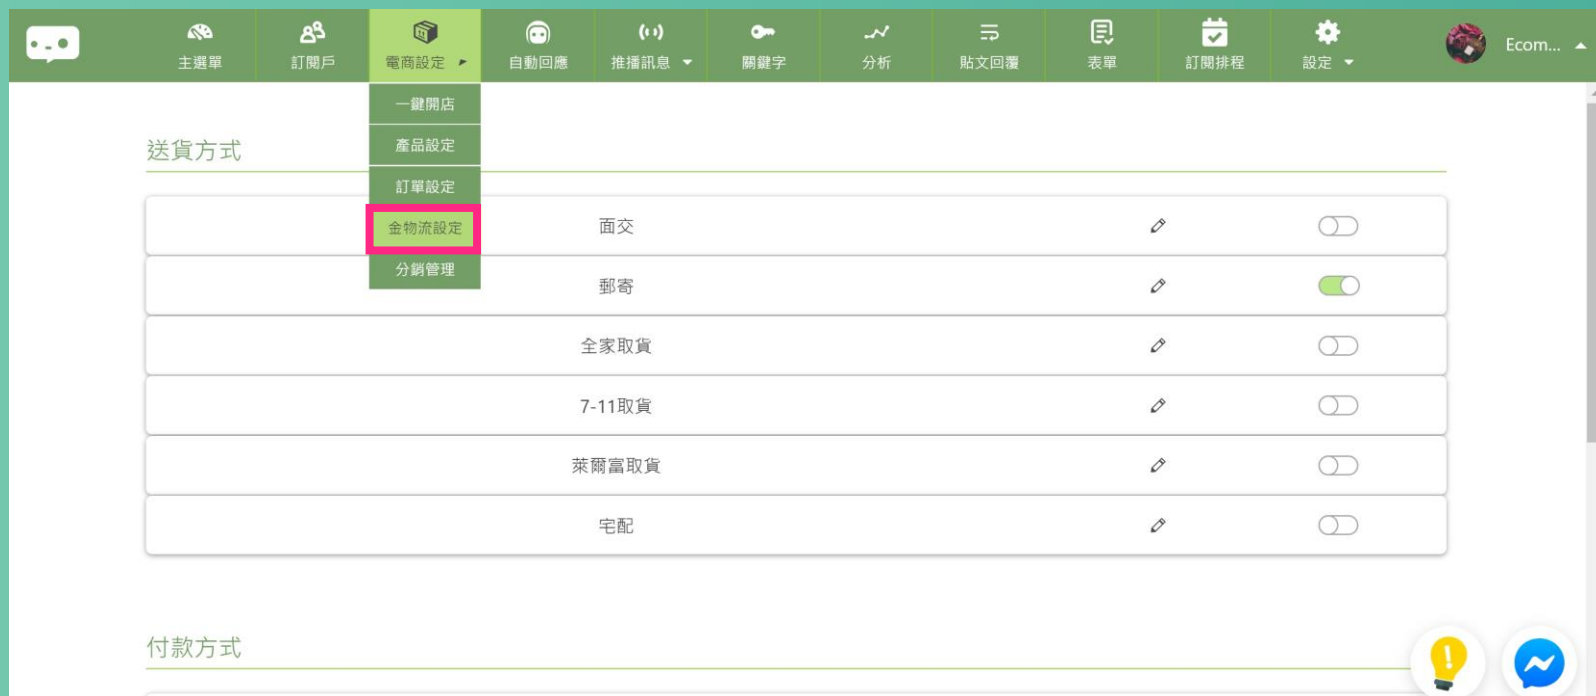 主選單
訂閱戶
電商設定
自動回應
推播訊息
關鍵字
分析
貼文回覆
表單
訂閱排程
設定
Ecom...
一鍵開店
產品設定
訂單設定
金物流設定
分銷管理
送貨方式
面交
郵寄
全家取貨
7-11取貨
萊爾富取貨
宅配
付款方式